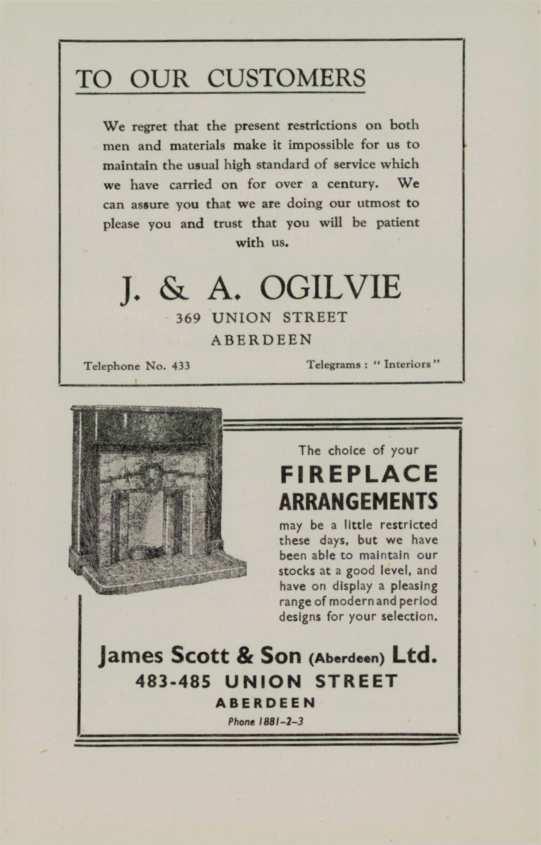 TO OUR CUSTOMERS
We regret that the present restrictions on both
men and materials make it impossible for us to
maintain the usual high standard of service which
we have carried on for over a century. We
can assure you that we are doing our utmost to
please you and trust that you will be patient
with us.
J. & A. OGILVIE
369 UNION STREET
ABERDEEN
Telephone No. 433 Telegrams : " Interiors "
The choice of your
FIREPLACE
ARRANGEMENTS
may be a little restricted
these days, but we have
been able to maintain our
stocks at a good level, and
have on display a pleasing
range of modern and period
designs for your selection.
James Scott & Son (Aberdeen) Ltd.
483-485 UNION STREET
ABERDEEN
Phone 1881-2-3